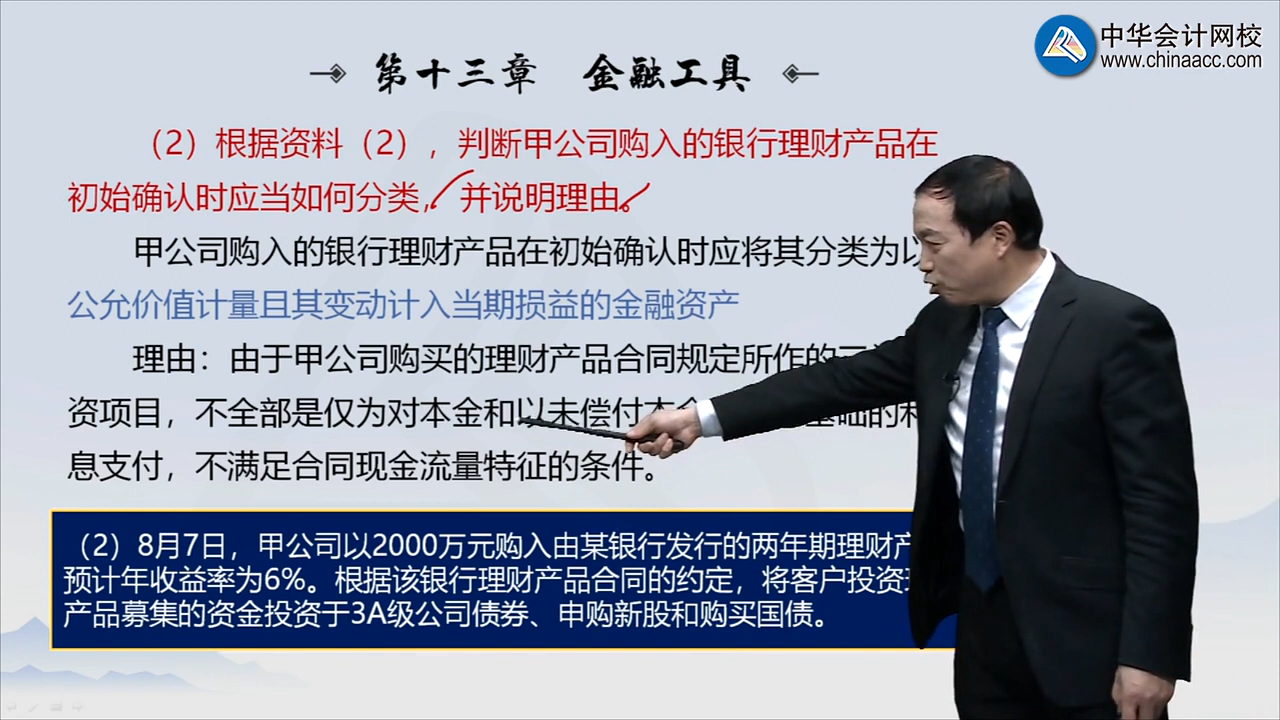 中华会计网校
www.chinaacc.com
第十三章 金融工具
（2）根据资料（2），判断甲公司购入的银行理财产品在
初始确认时应当如何分类，并说明理由。
甲公司购入的银行理财产品在初始确认时应将其分类为以
公允价值计量且其变动计入当期损益的金融资产
理由：由于甲公司购买的理财产品合同规定所作的
资项目，不全部是仅为对本金和以未偿付本金 基础的利
息支付，不满足合同现金流量特征的条件。
（2）8月7日，甲公司以2000万元购入由某银行发行的两年期理财产
预计年收益率为6%。根据该银行理财产品合同的约定，将客户投资
产品募集的资金投资于3A级公司债券、申购新股和购买国债。